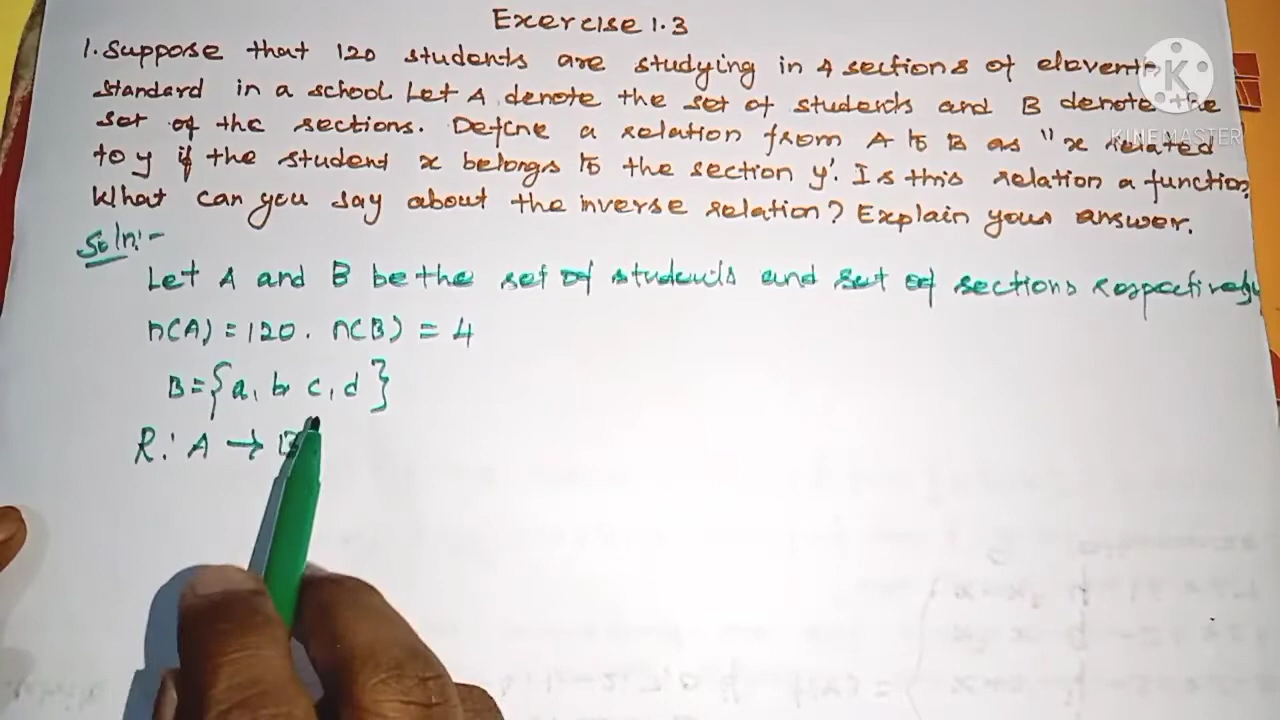 Exercise 1.3
1. Suppose that 120 students are studying in 4 sections of eleventh
standard in a school. Let A denote the set of students and B denote the
set of the sections. Define a relation from A to B as "x related
to y if the student x belongs to the section y". Is this relation a function?
What can you say about the inverse relation? Explain your answer.
Soln:-
Let A and B be the set of students and set of sections respectively
n(A) = 120. n(B) = 4
B = {a, b, c, d}
R: A → B
K
KINEMASTER